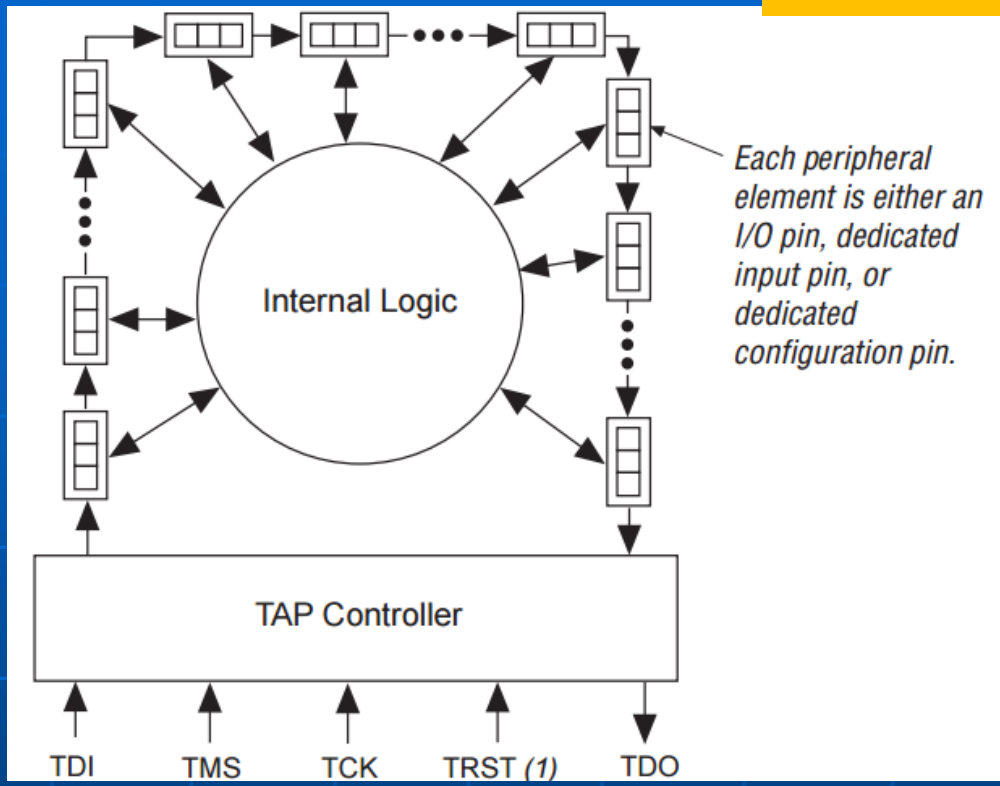 Each peripheral
element is either an
I/O pin, dedicated
input pin, or
dedicated
configuration pin.
Internal Logic
TAP Controller
TDI
TMS
TCK
TRST (1)
TDO